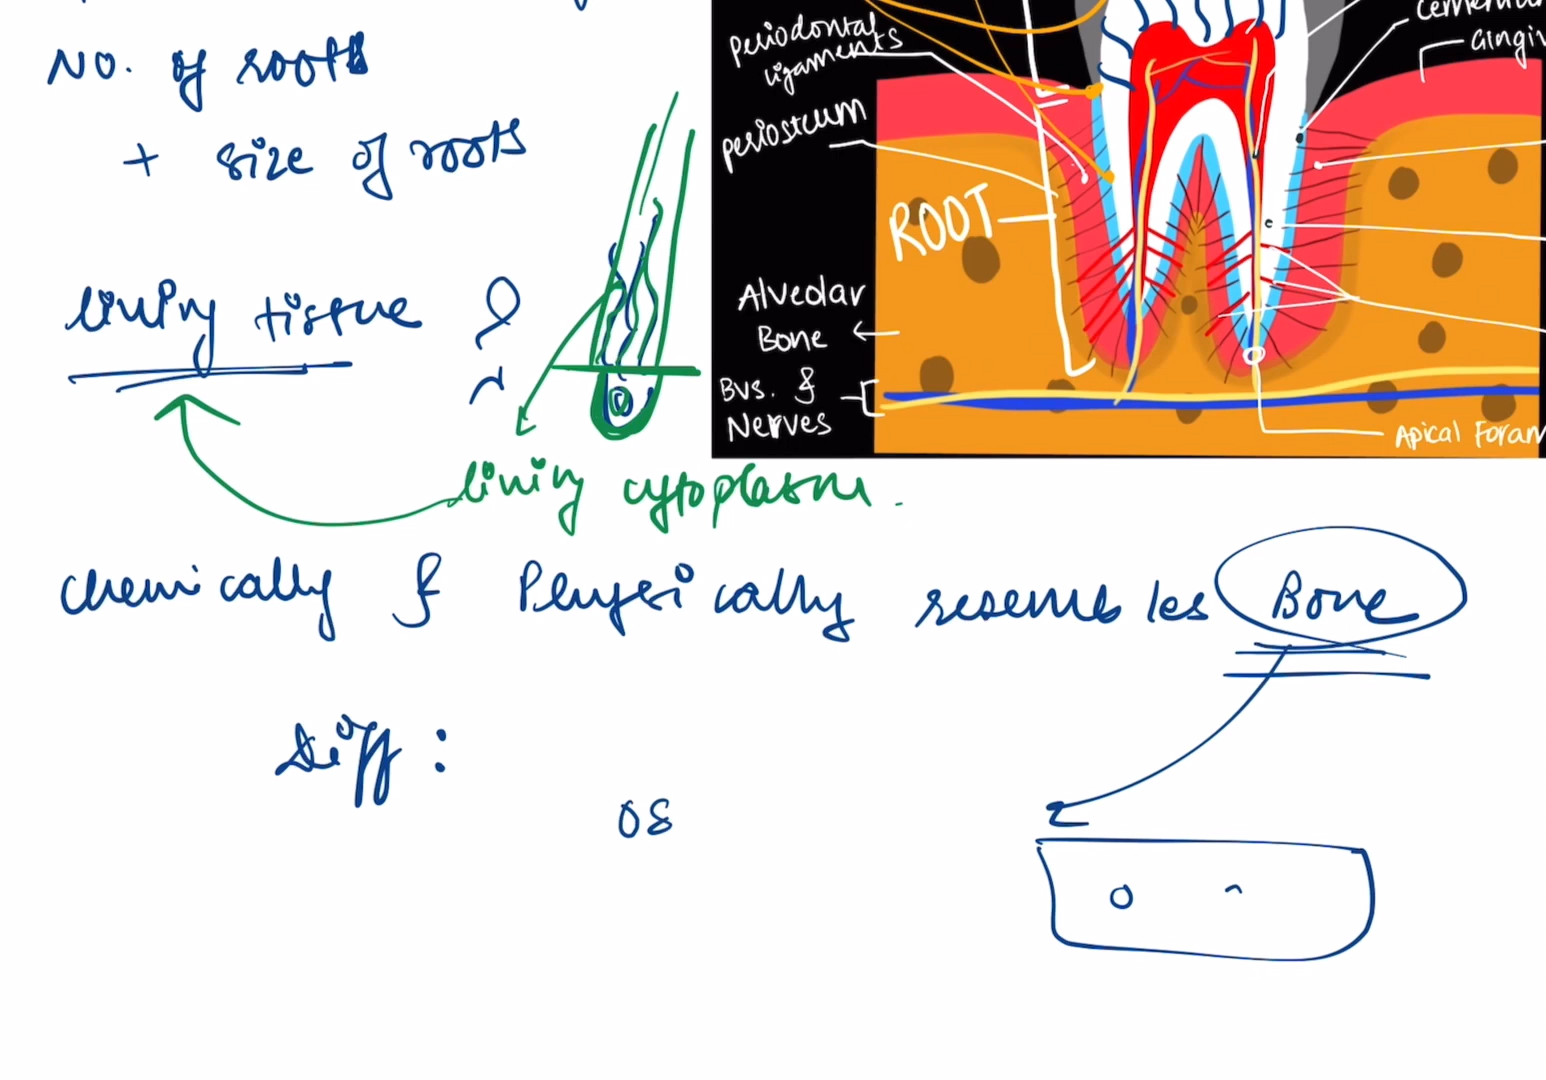 No. of roots
+ size of roots
living tissue
living cytoplasm.
chemically & Physically resembles Bone
Diff :
os
Periodontal
ligaments
periosteum
ROOT
Alveolar
Bone
Bvs. &
Nerves
Gingiv
Apical Foram